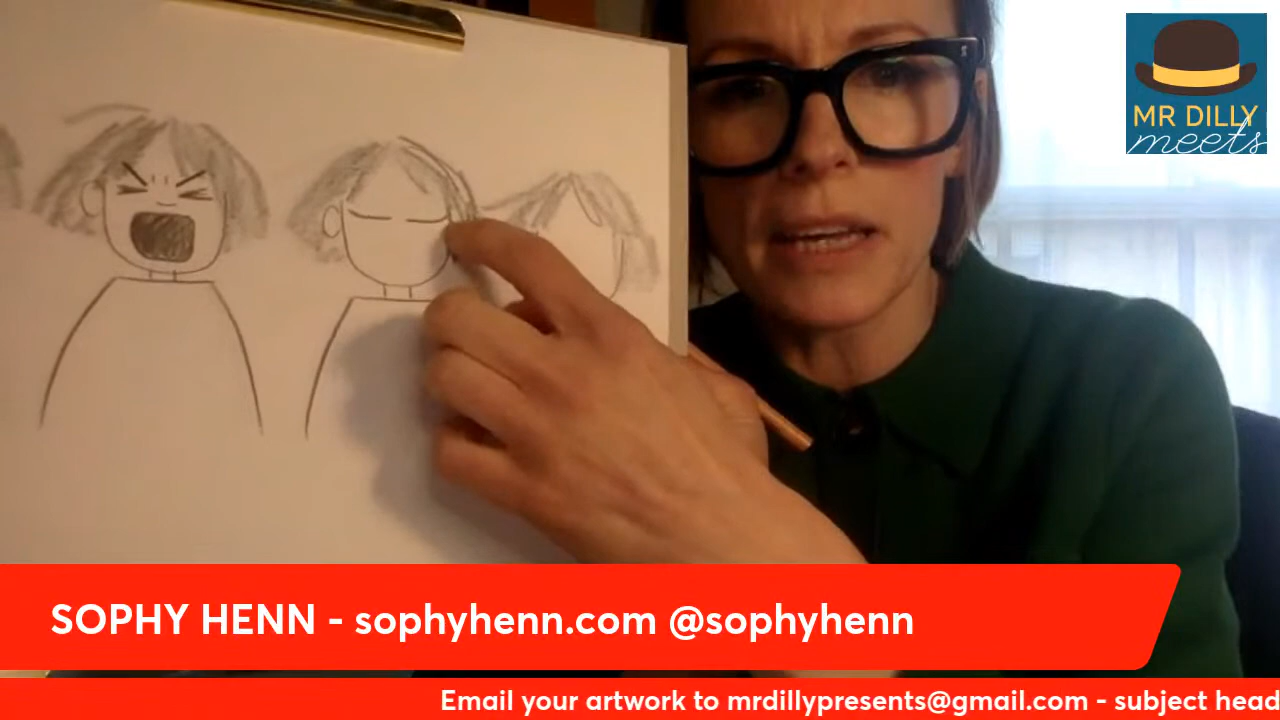 MR DILLY
meets
SOPHY HENN - sophyhenn.com @sophyhenn
Email your artwork to mrdillypresents@gmail.com - subject head